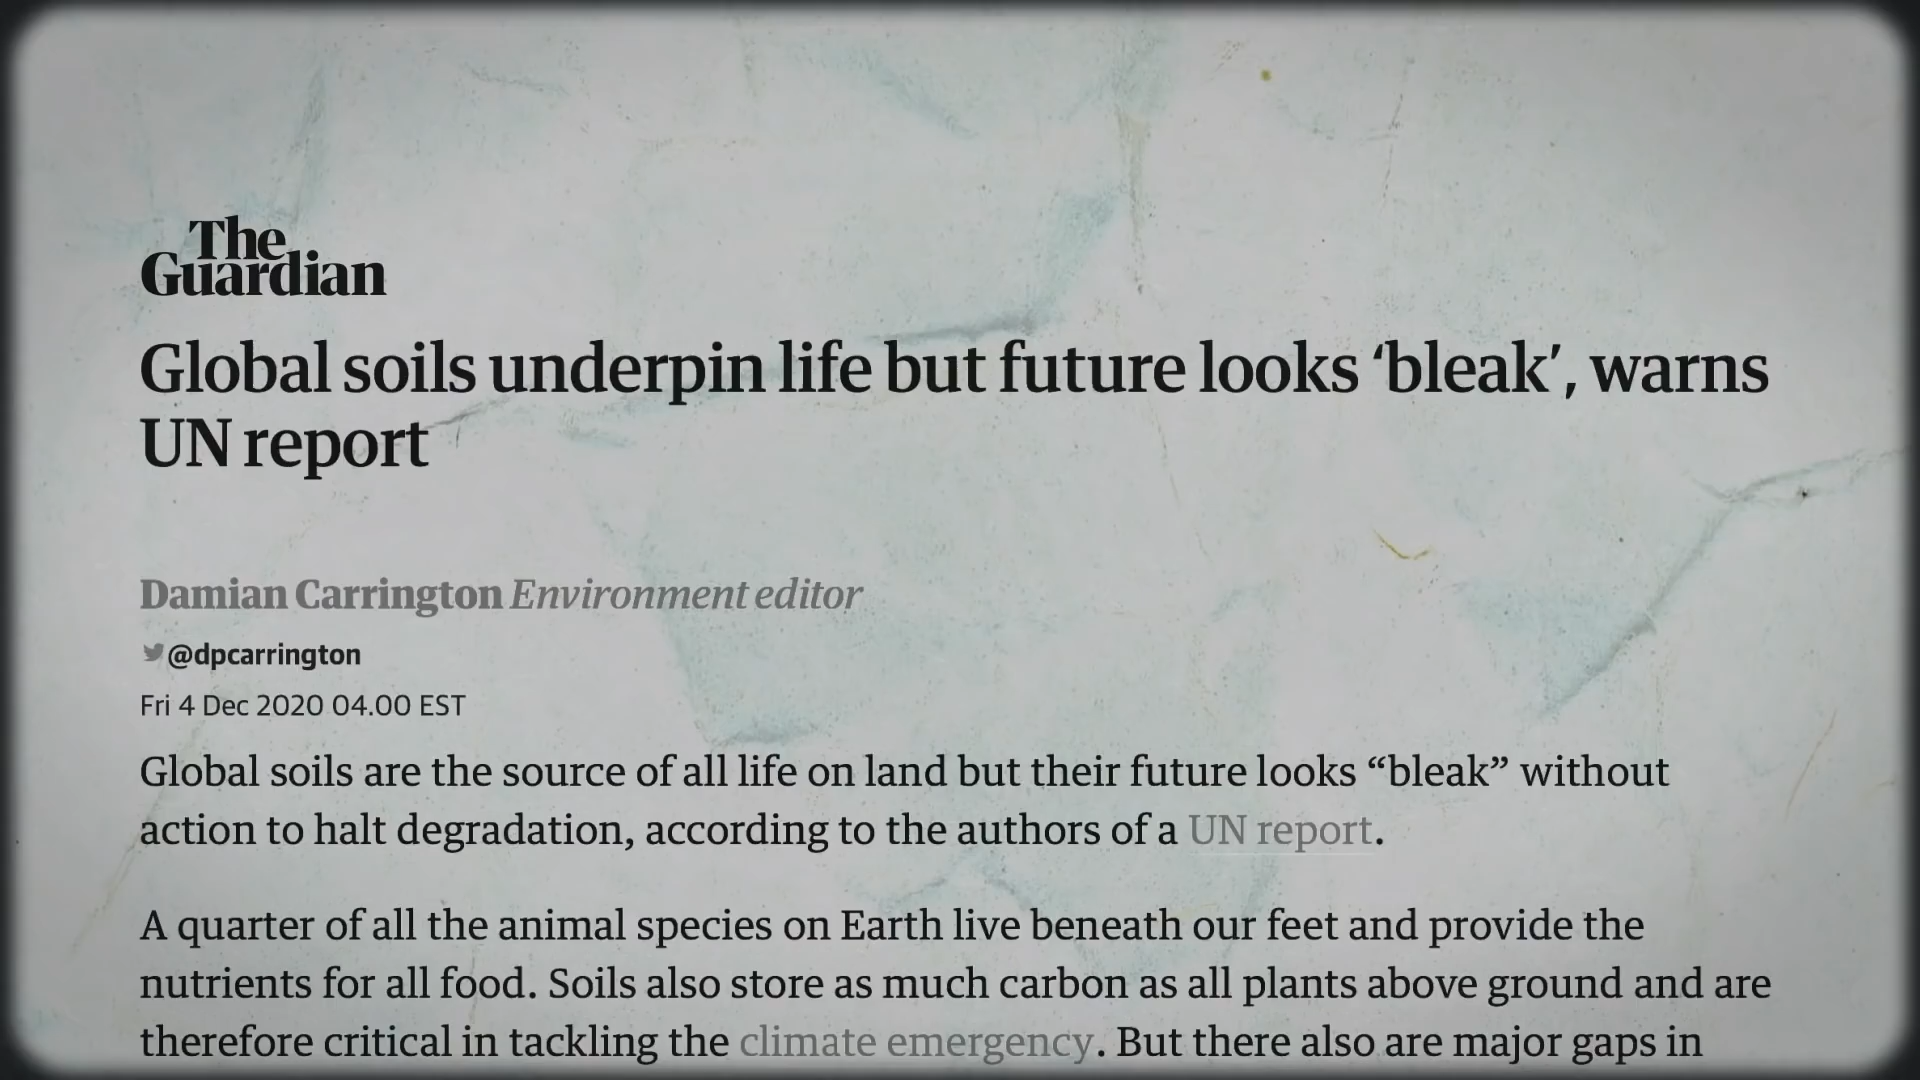 The
Guardian
Global soils underpin life but future looks ‘bleak’, warns
UN report
Damian Carrington Environment editor
@dpcarrington
Fri 4 Dec 2020 04.00 EST
Global soils are the source of all life on land but their future looks “bleak” without
action to halt degradation, according to the authors of a UN report.
A quarter of all the animal species on Earth live beneath our feet and provide the
nutrients for all food. Soils also store as much carbon as all plants above ground and are
therefore critical in tackling the climate emergency. But there also are major gaps in